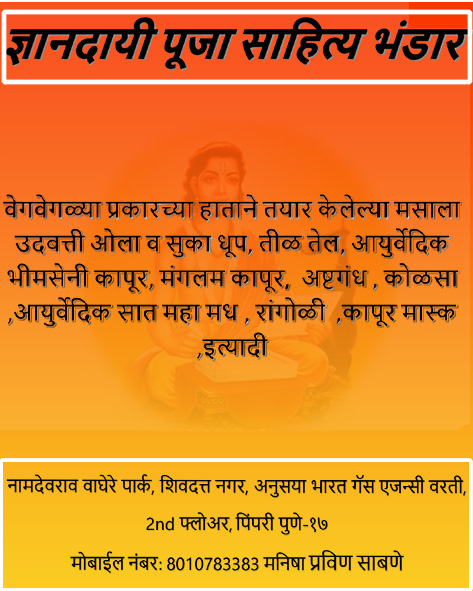 ज्ञानदायी पूजा साहित्य भंडार
वेगवेगळ्या प्रकारच्या हाताने तयार केलेल्या मसाला
उदवत्ती ओला व सुका धूप, तीळ तेल, आयुर्वेदिक
भीमसेनी कापूर, मंगलम कापूर, अष्टगंध , कोळसा
,आयुर्वेदिक सात महा मध , रांगोळी ,कापूर मास्क
,इत्यादी
नामदेवराव वाघेरे पार्क, शिवदत्त नगर, अनुसया भारत गॅस एजन्सी वरती,
2nd फ्लोअर, पिंपरी पुणे-१७
मोबाईल नंबर: 8010783383 मनिषा प्रविण साबणे